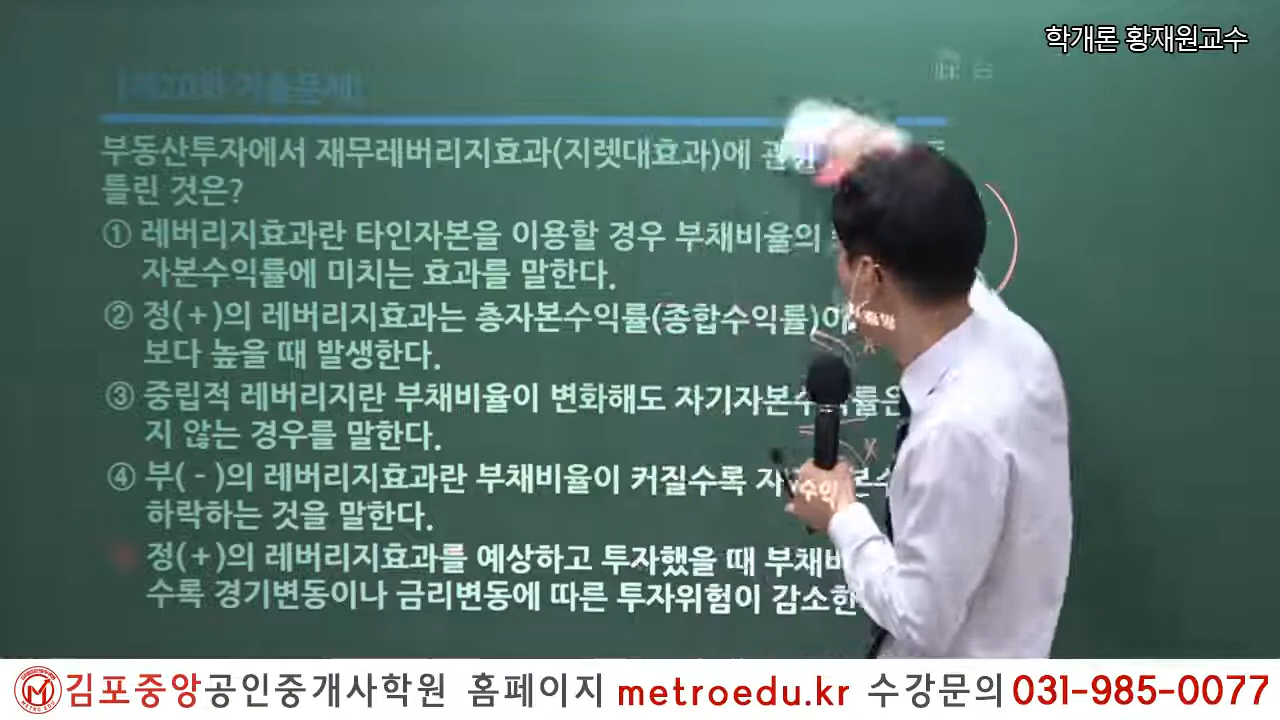 학개론 황재원교수
[제20회 기출문제]
부동산투자에서 재무레버리지효과(지렛대효과)에
틀린 것은?
① 레버리지효과란 타인자본을 이용할 경우 부채비율의
자본수익률에 미치는 효과를 말한다.
② 정(+)의 레버리지효과는 총자본수익률(종합수익률)이
보다 높을 때 발생한다.
③ 중립적 레버리지란 부채비율이 변화해도
지 않는 경우를 말한다.
④ 부(-)의 레버리지효과란 부채비율이 커질수록
하락하는 것을 말한다.
정(+)의 레버리지효과를 예상하고 투자했을 때
수록 경기변동이나 금리변동에 따른 투자위험이
METRO EDU 김포중앙공인중개사학원 홈페이지 metroedu.kr 수강문의 031-985-0077